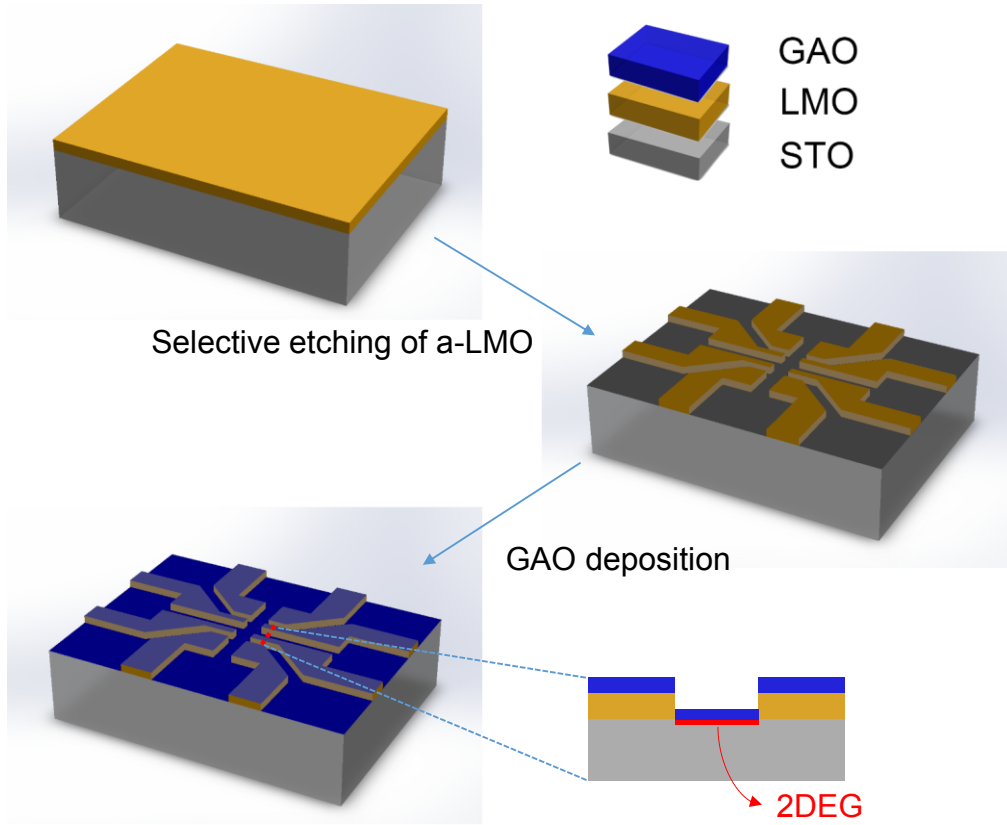 GAO
LMO
STO
Selective etching of a-LMO
GAO deposition
2DEG